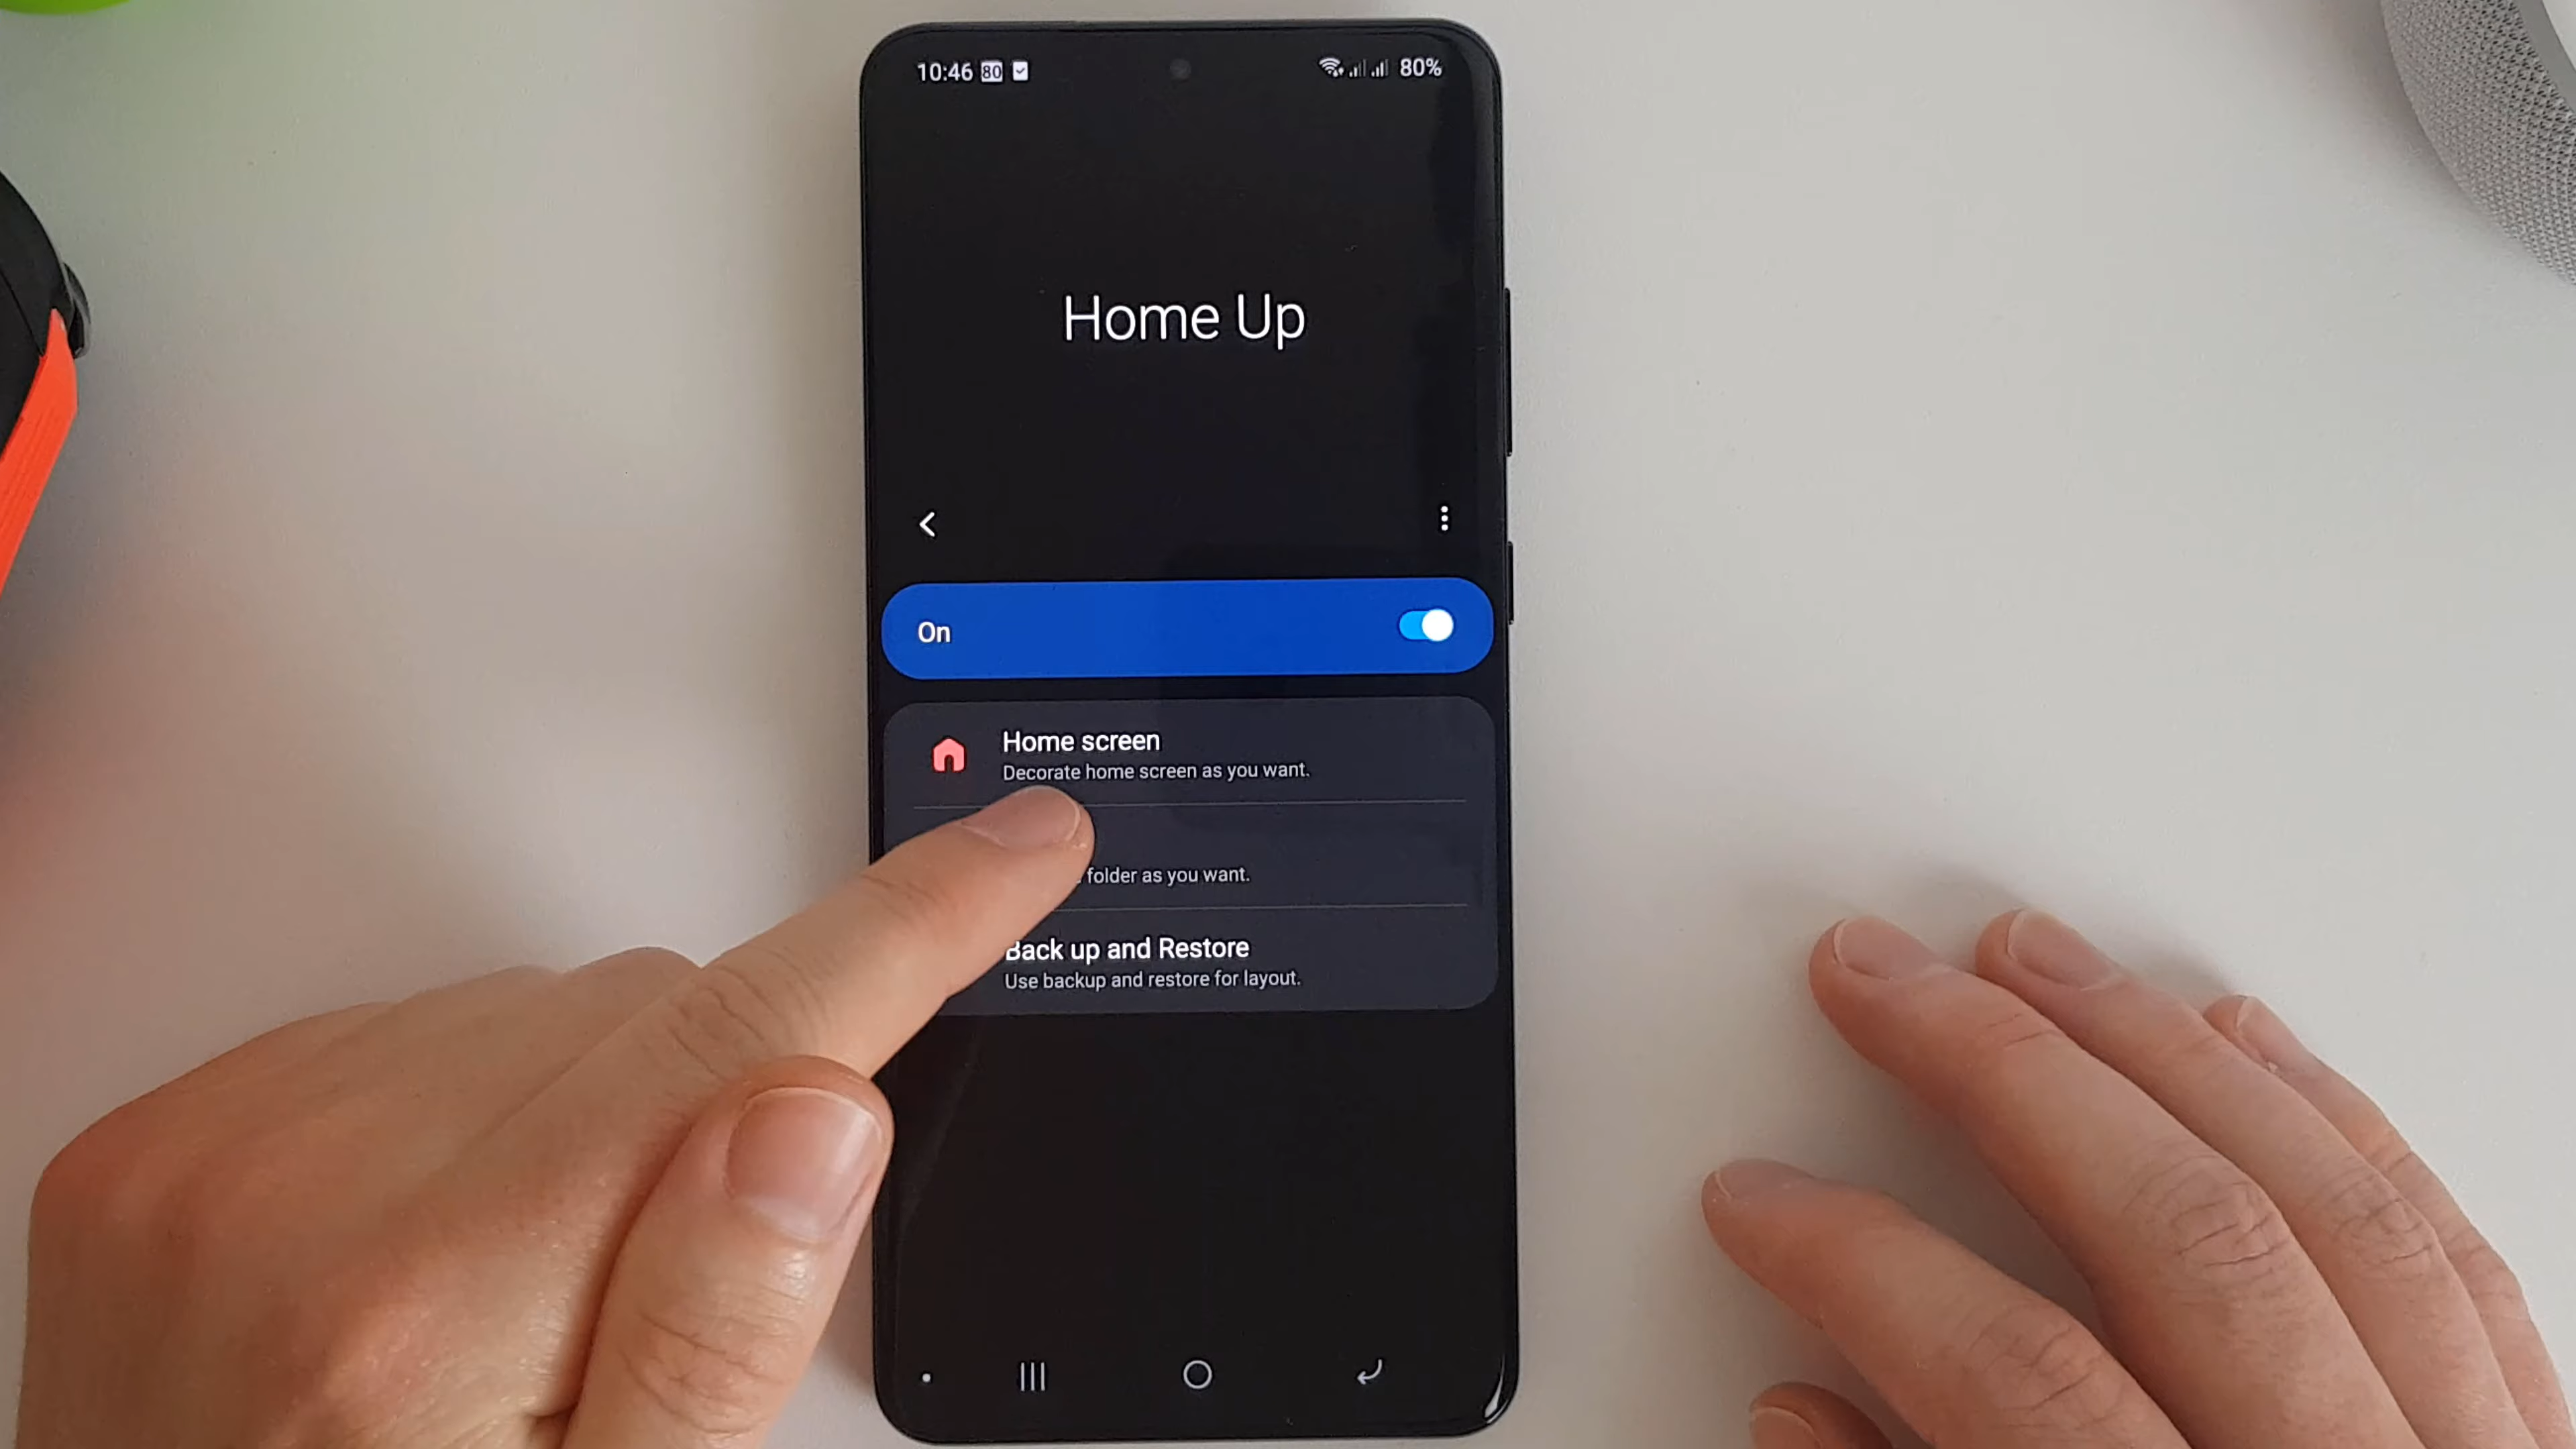 10:46 80
80%
Home Up
On
Home screen
Decorate home screen as you want.
folder as you want.
Back up and Restore
Use backup and restore for layout.